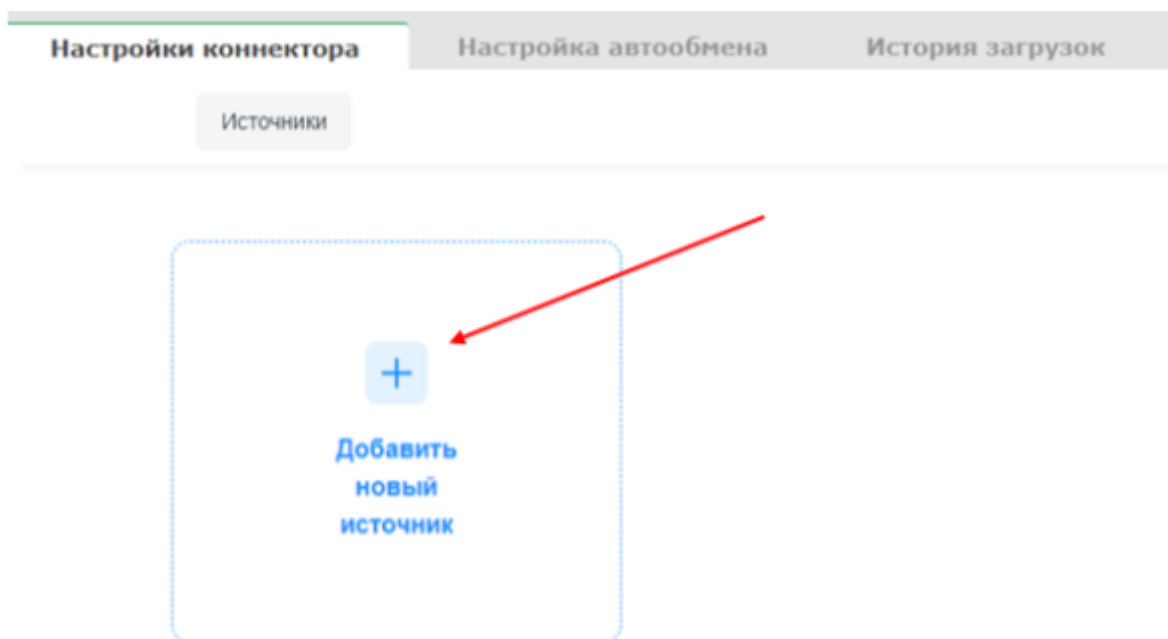 Настройки коннектора Настройка автообмена История загрузок
Источники
Добавить
новый
источник